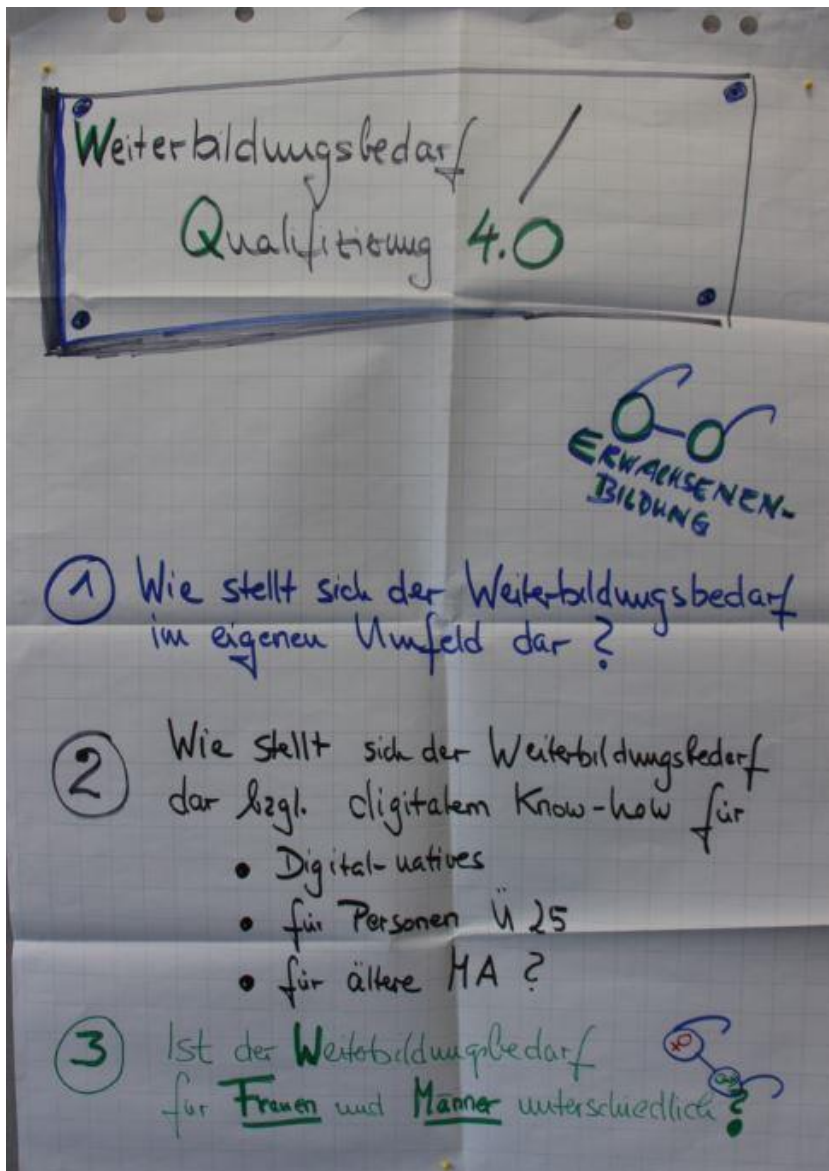 Weiterbildungsbedarf /
Qualifizierung 4.0
ERWACHSENEN-
BILDUNG
1 Wie stellt sich der Weiterbildungsbedarf
im eigenen Umfeld dar ?
2 Wie stellt sich der Weiterbildungsbedarf
dar bzgl. digitalem Know-how für
• Digital-natives
• für Personen Ü 25
• für ältere MA ?
3 Ist der Weiterbildungsbedarf
für Frauen und Männer unterschiedlich ?